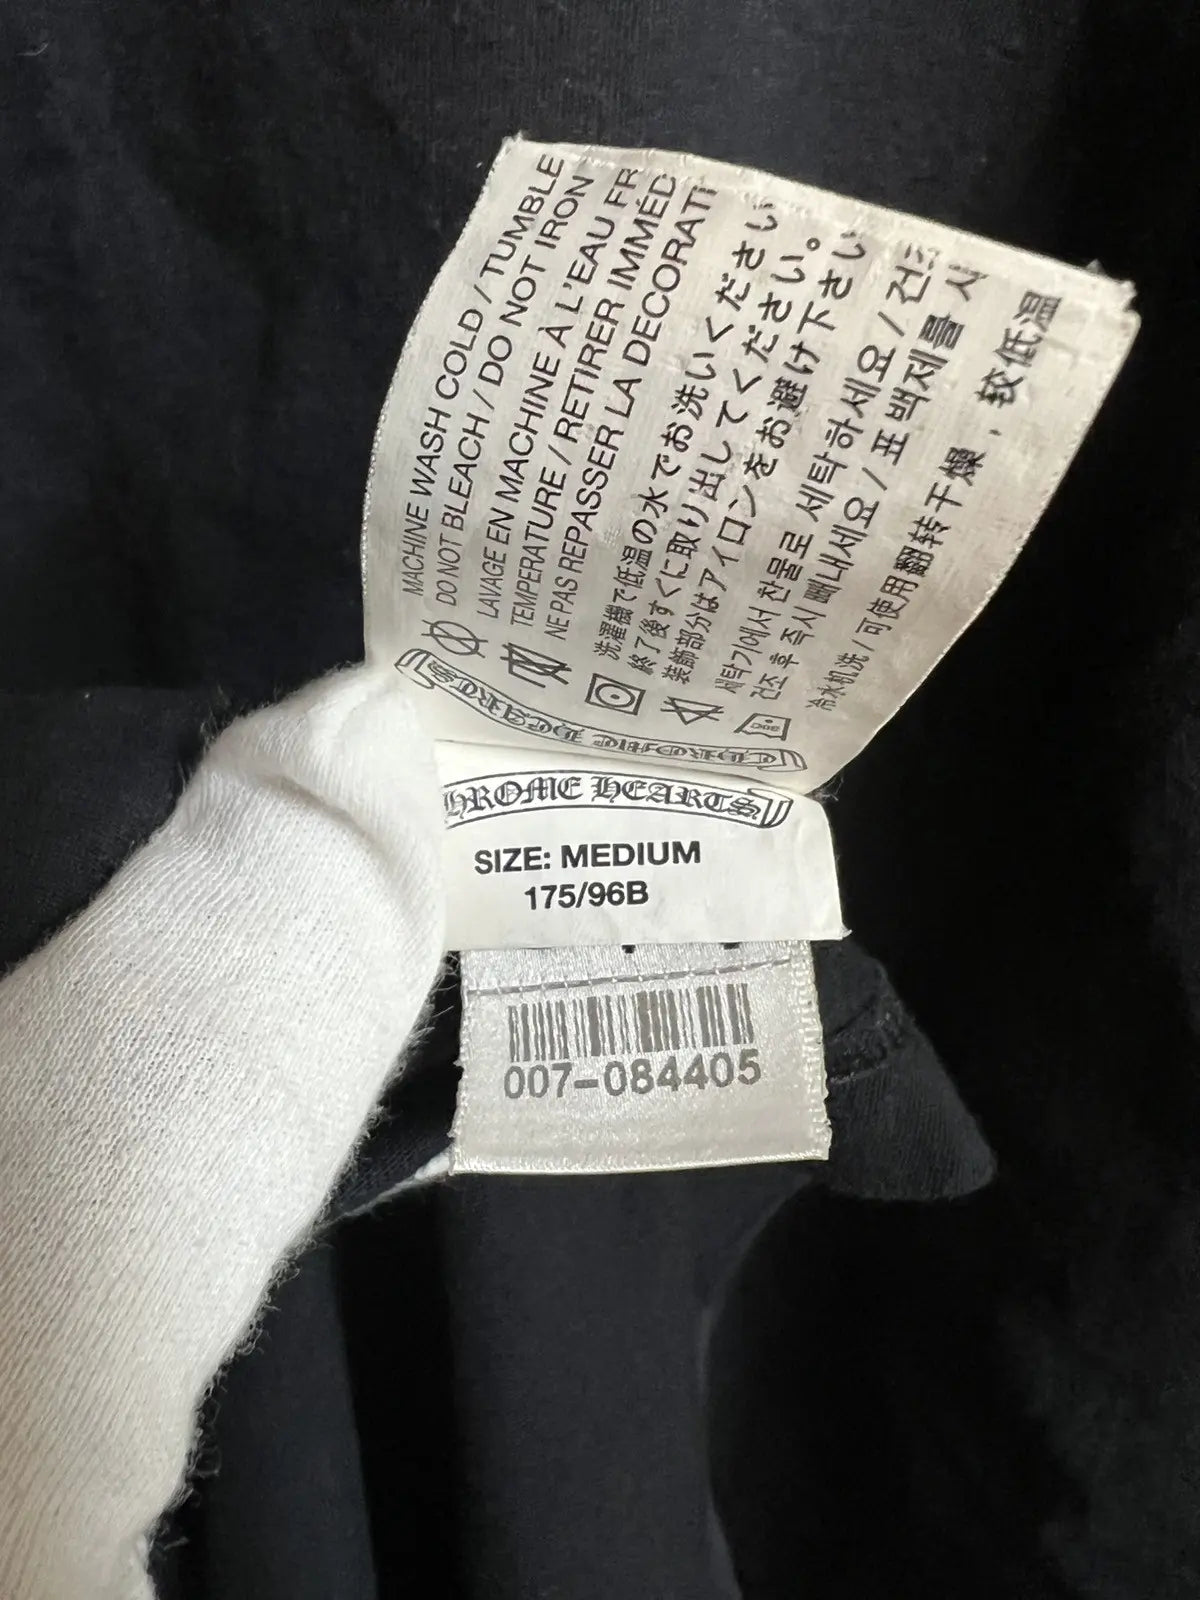 MACHINE WASH COLD / TUMBLE
DO NOT BLEACH / DO NOT IRON
LAVAGE EN MACHINE À L'EAU FR
TEMPERATURE / RETIRER IMMÉD
NE PAS REPASSER LA DECORATI
洗濯機で低温の水でお洗いください
終了後すぐに取り出してください。
装飾部分はアイロンをお避け下さい
세탁기에서 찬물로 세탁하세요 / 건조
건조 후 즉시 빼내세요 / 표백제를 사
冷水机洗 / 可使用翻转干燥，较低温
CHROME HEARTS
HROME HEARTS
SIZE: MEDIUM
175/96B
007-084405